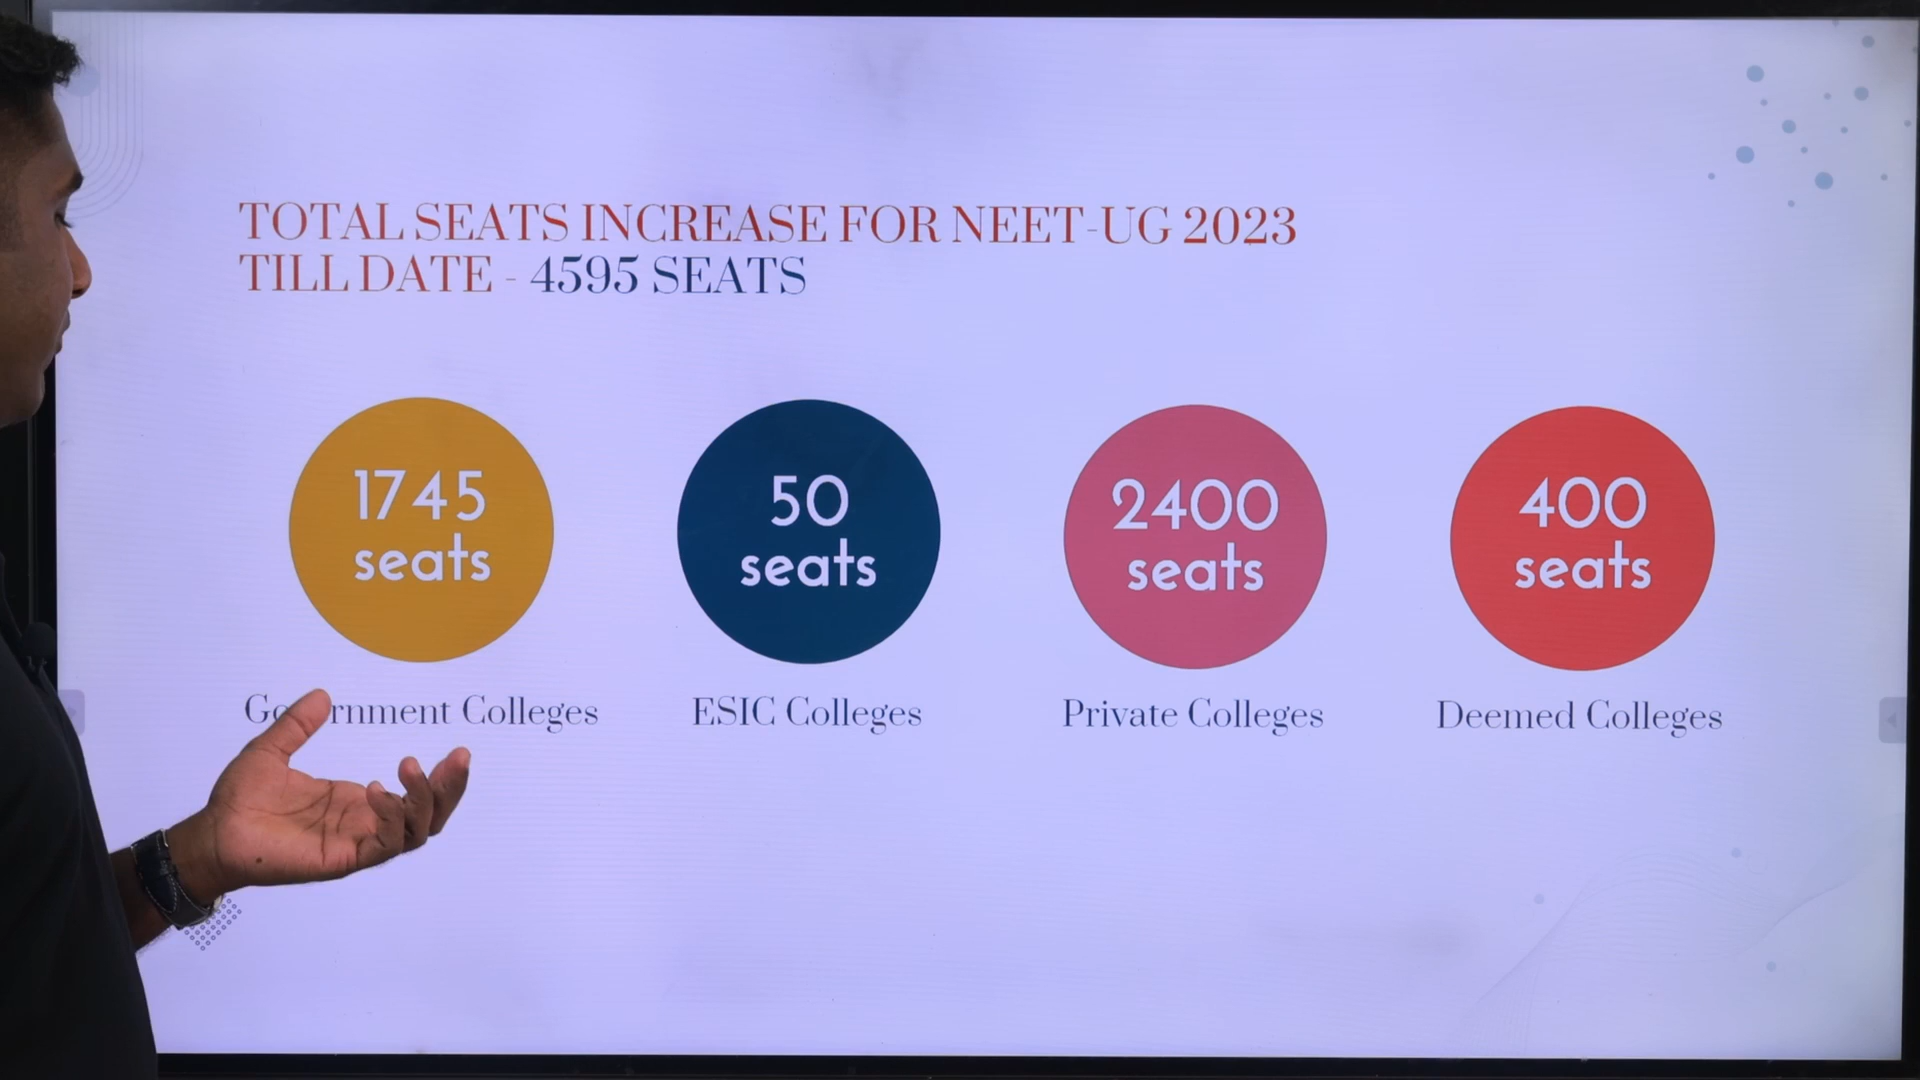 TOTAL SEATS INCREASE FOR NEET-UG 2023
TILL DATE - 4595 SEATS
1745
seats
50
seats
2400
seats
400
seats
Government Colleges
ESIC Colleges
Private Colleges
Deemed Colleges